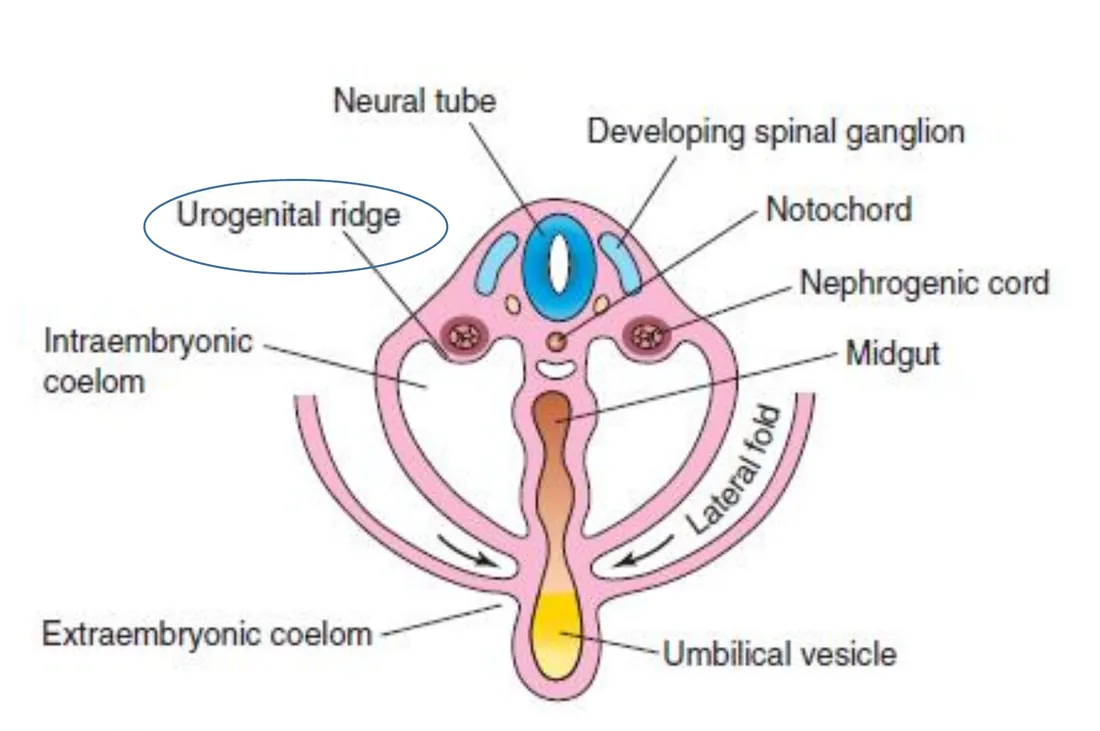 Neural tube
Developing spinal ganglion
Urogenital ridge
Notochord
Nephrogenic cord
Intraembryonic
coelom
Midgut
Lateral fold
Extraembryonic coelom
Umbilical vesicle